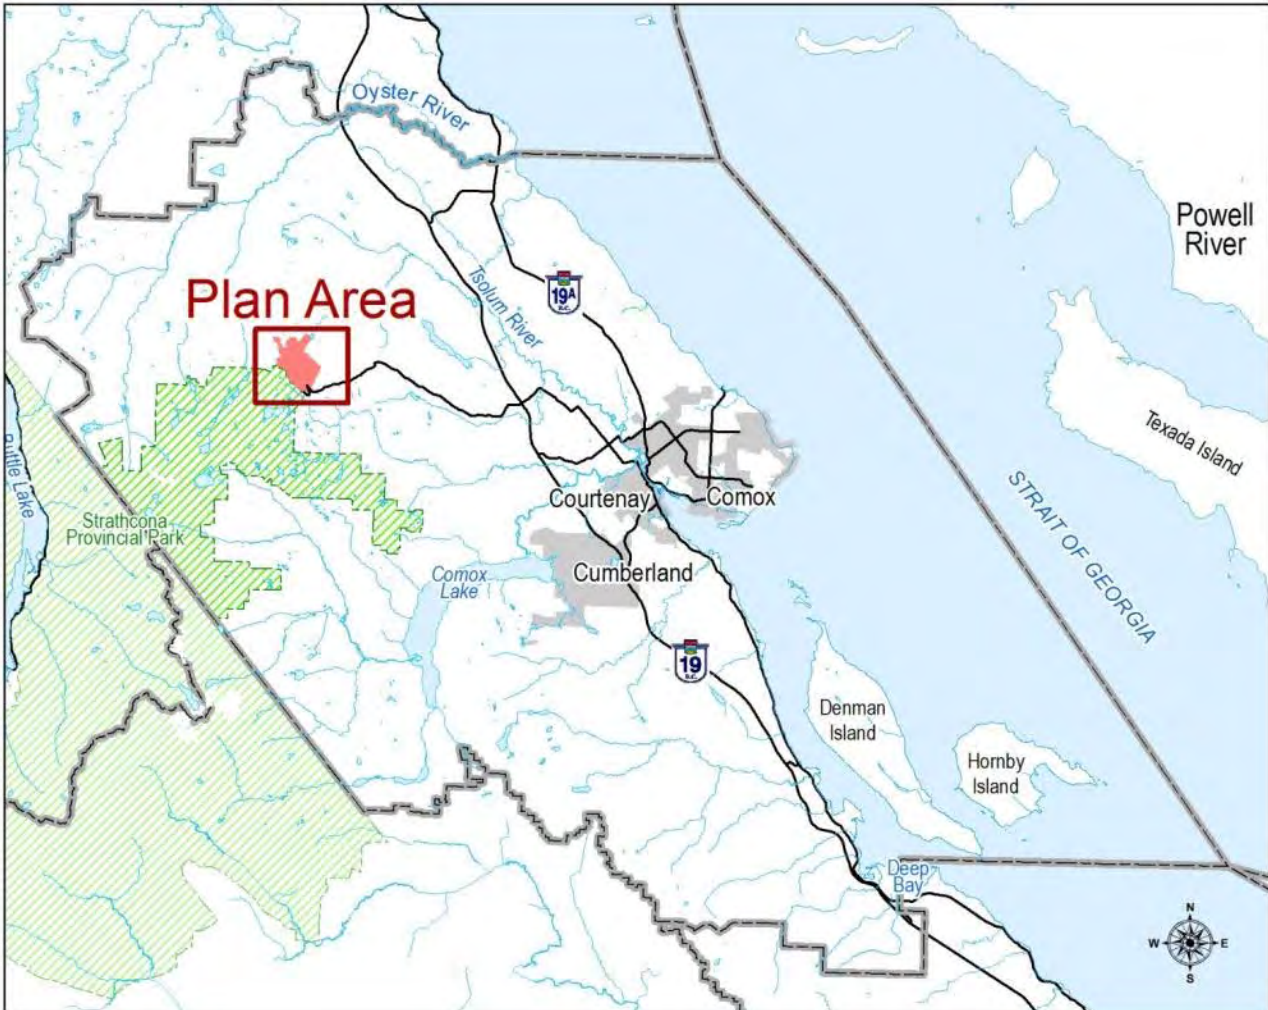 Oyster River
Powell
River
Plan Area
19A
B.C.
Tsolum River
Texada Island
Buttle Lake
STRAIT OF GEORGIA
Courtenay
Comox
Strathcona
Provincial Park
Comox
Lake
Cumberland
19
B.C.
Denman
Island
Hornby
Island
Deep
Bay
N
W
E
S